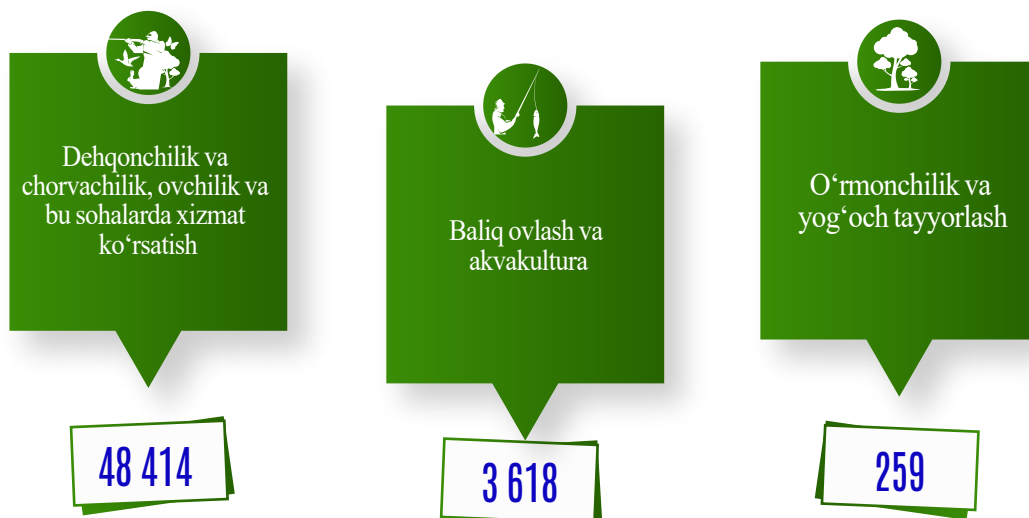 Dehqonchilik va
chorvachilik, ovchilik va
bu sohalarda xizmat
ko‘rsatish
48 414
Baliq ovlash va
akvakultura
3 618
O‘rmonchilik va
yog‘och tayyorlash
259